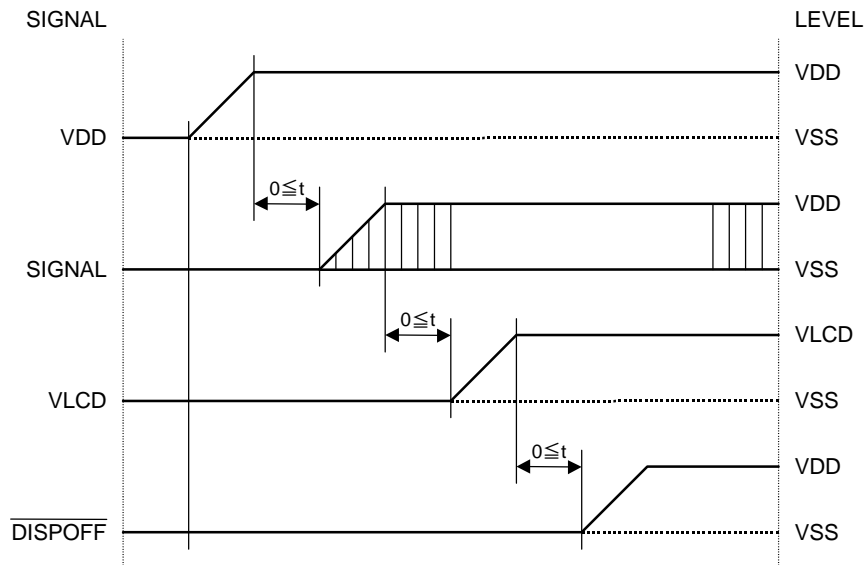 SIGNAL LEVEL
VDD
VDD VSS
0≦t VDD
SIGNAL VSS
0≦t VLCD
VLCD VSS
0≦t VDD
DISPOFF VSS